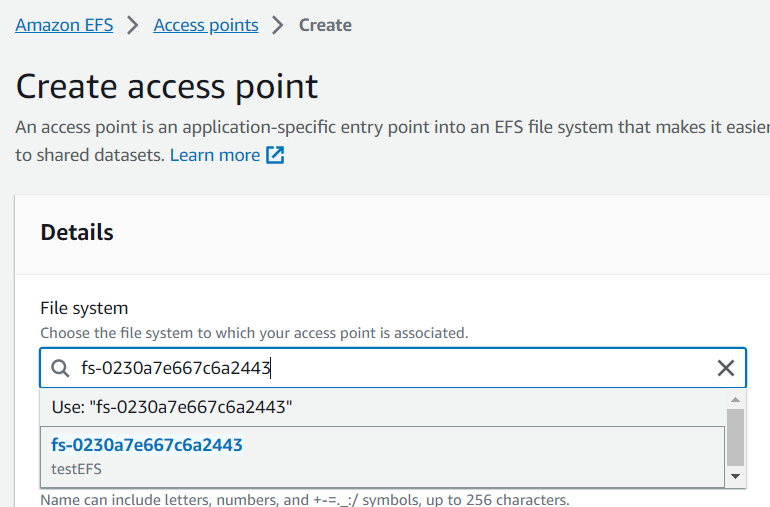 Amazon EFS > Access points > Create
Create access point
An access point is an application-specific entry point into an EFS file system that makes it easier
to shared datasets. Learn more
Details
File system
Choose the file system to which your access point is associated.
fs-0230a7e667c6a2443
Use: "fs-0230a7e667c6a2443"
fs-0230a7e667c6a2443
testEFS
Name can include letters, numbers, and +-=._:/ symbols, up to 256 characters.